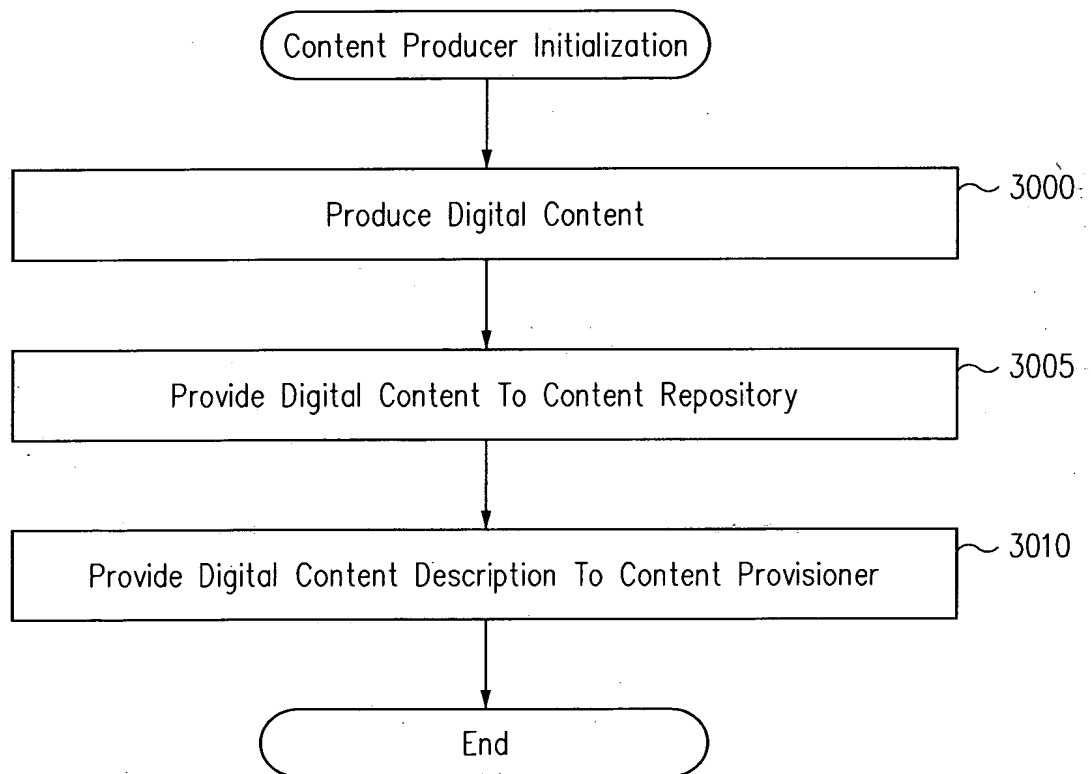 Content Producer Initialization
Produce Digital Content
3000
Provide Digital Content To Content Repository
3005
Provide Digital Content Description To Content Provisioner
3010
End